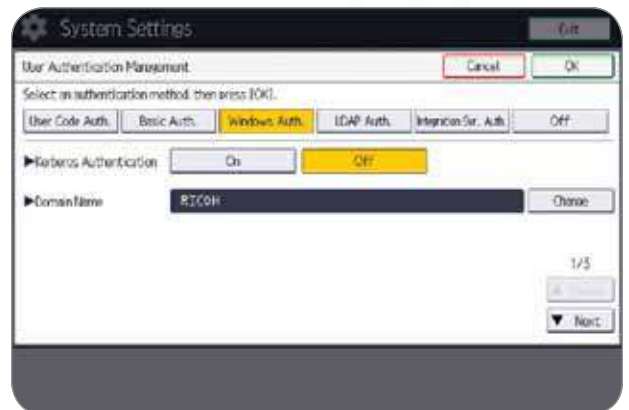 System Settings
Exit
User Authentication Management
Cancel
OK
Select an authentication method, then press [OK].
User Code Auth.
Basic Auth.
Windows Auth.
LDAP Auth.
Integration Svr. Auth.
Off
▶Kerberos Authentication
On
Off
▶Domain Name
RICOH
Change
1/3
▼ Next